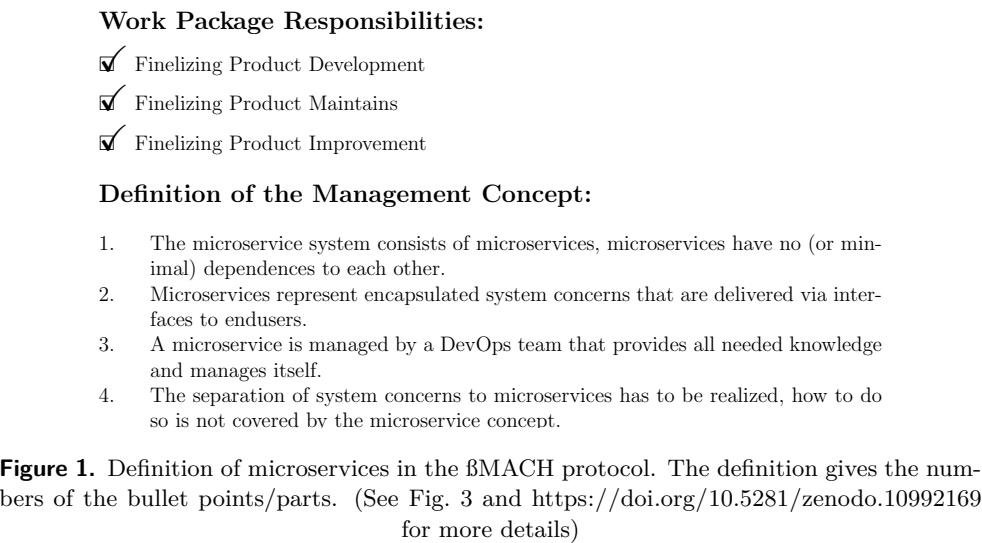 Work Package Responsibilities:
Finelizing Product Development
Finelizing Product Maintains
Finelizing Product Improvement
Definition of the Management Concept:
1. The microservice system consists of microservices, microservices have no (or min-
imal) dependences to each other.
2. Microservices represent encapsulated system concerns that are delivered via inter-
faces to endusers.
3. A microservice is managed by a DevOps team that provides all needed knowledge
and manages itself.
4. The separation of system concerns to microservices has to be realized, how to do
so is not covered by the microservice concept.
Figure 1. Definition of microservices in the ßMACH protocol. The definition gives the num-
bers of the bullet points/parts. (See Fig. 3 and https://doi.org/10.5281/zenodo.10992169
for more details)